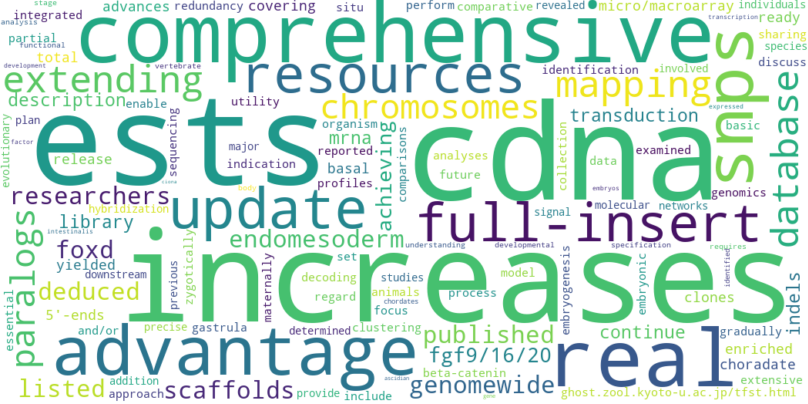 stage
advances
redundancy
covering
situ
perform
comparative
revealed
micro/macroarray
individuals
integrated
comprehensive
analysis
partial
functional
total
transcription
ready
sharing
species
development
vertebrate
extending
resources
identification
involved
mapping
snps
discuss
database
description
enable
utility
chromosomes
organism
transduction
expressed
evolutionary
plan
factor
ests
sequencing
major
indication
mrna
reported
basal
profiles
achieving
comparisons
cdna
analyses
future
collection
data
examined
basic
embryos
genomics
release
ciona
body
researchers
hybridization
update
library
intestinalis
full-insert
signal
molecular
networks
paralogs
foxd
yielded
downstream
endomesoderm
understanding
developmental
specification
requires
identified
indels
previous
zygotically
increases
maternally
set
decoding
regard
studies
animals
chordates
focus
model
process
embryogenesis
embryonic
clones
essential
deduced
5'-ends
and/or
precise
gastrula
determined
clustering
published
continue
gradually
enriched
choradate
advantage
fgf9/16/20
real
listed
addition
approach
scaffolds
provide
include
ascidian
beta-catenin
genomewide
gene
extensive
ghost.zool.kyoto-u.ac.jp/tfst.html